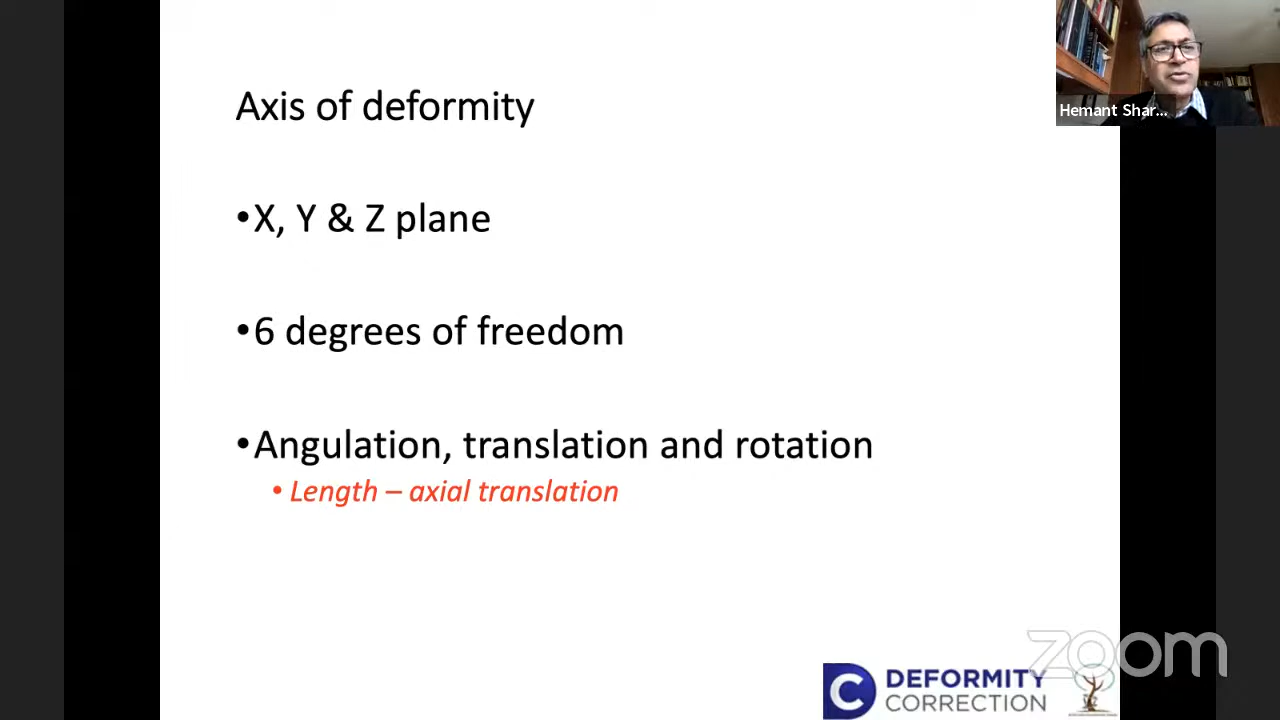 Axis of deformity
Hemant Shar...
•X, Y & Z plane
•6 degrees of freedom
•Angulation, translation and rotation
• Length – axial translation
zoom
C DEFORMITY
CORRECTION